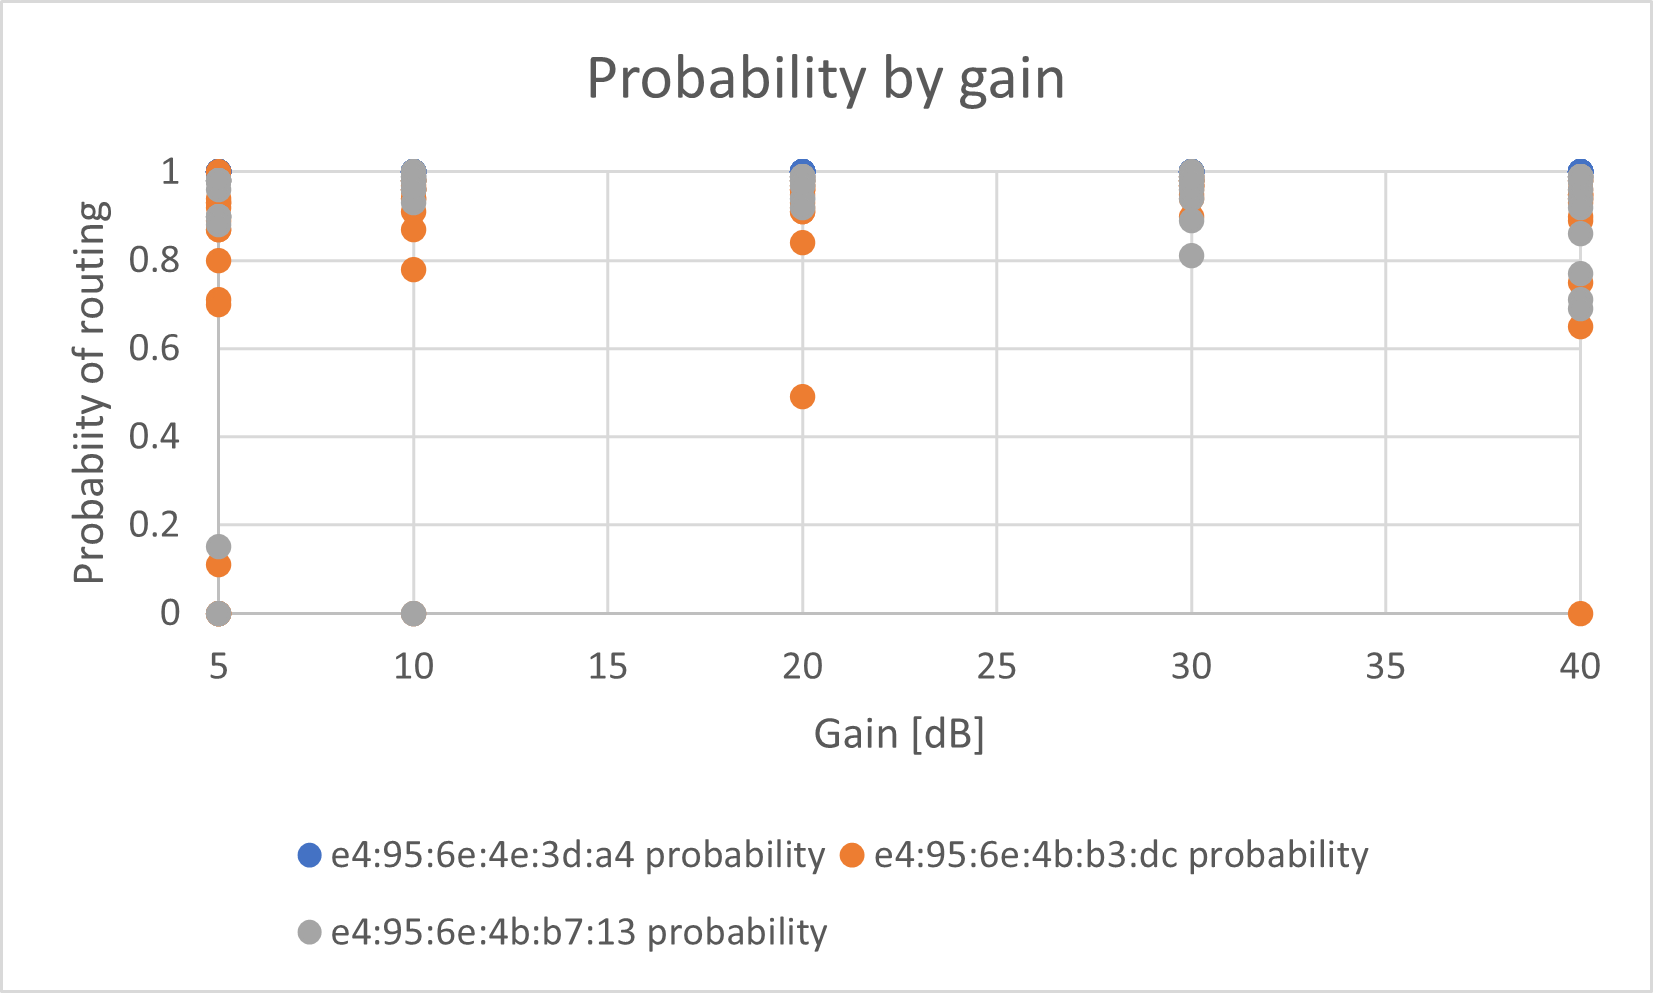 Probability by gain
Probabiity of routing
1
0.8
0.6
0.4
0.2
0
5 10 15 20 25 30 35 40
Gain [dB]
e4:95:6e:4e:3d:a4 probability e4:95:6e:4b:b3:dc probability
e4:95:6e:4b:b7:13 probability